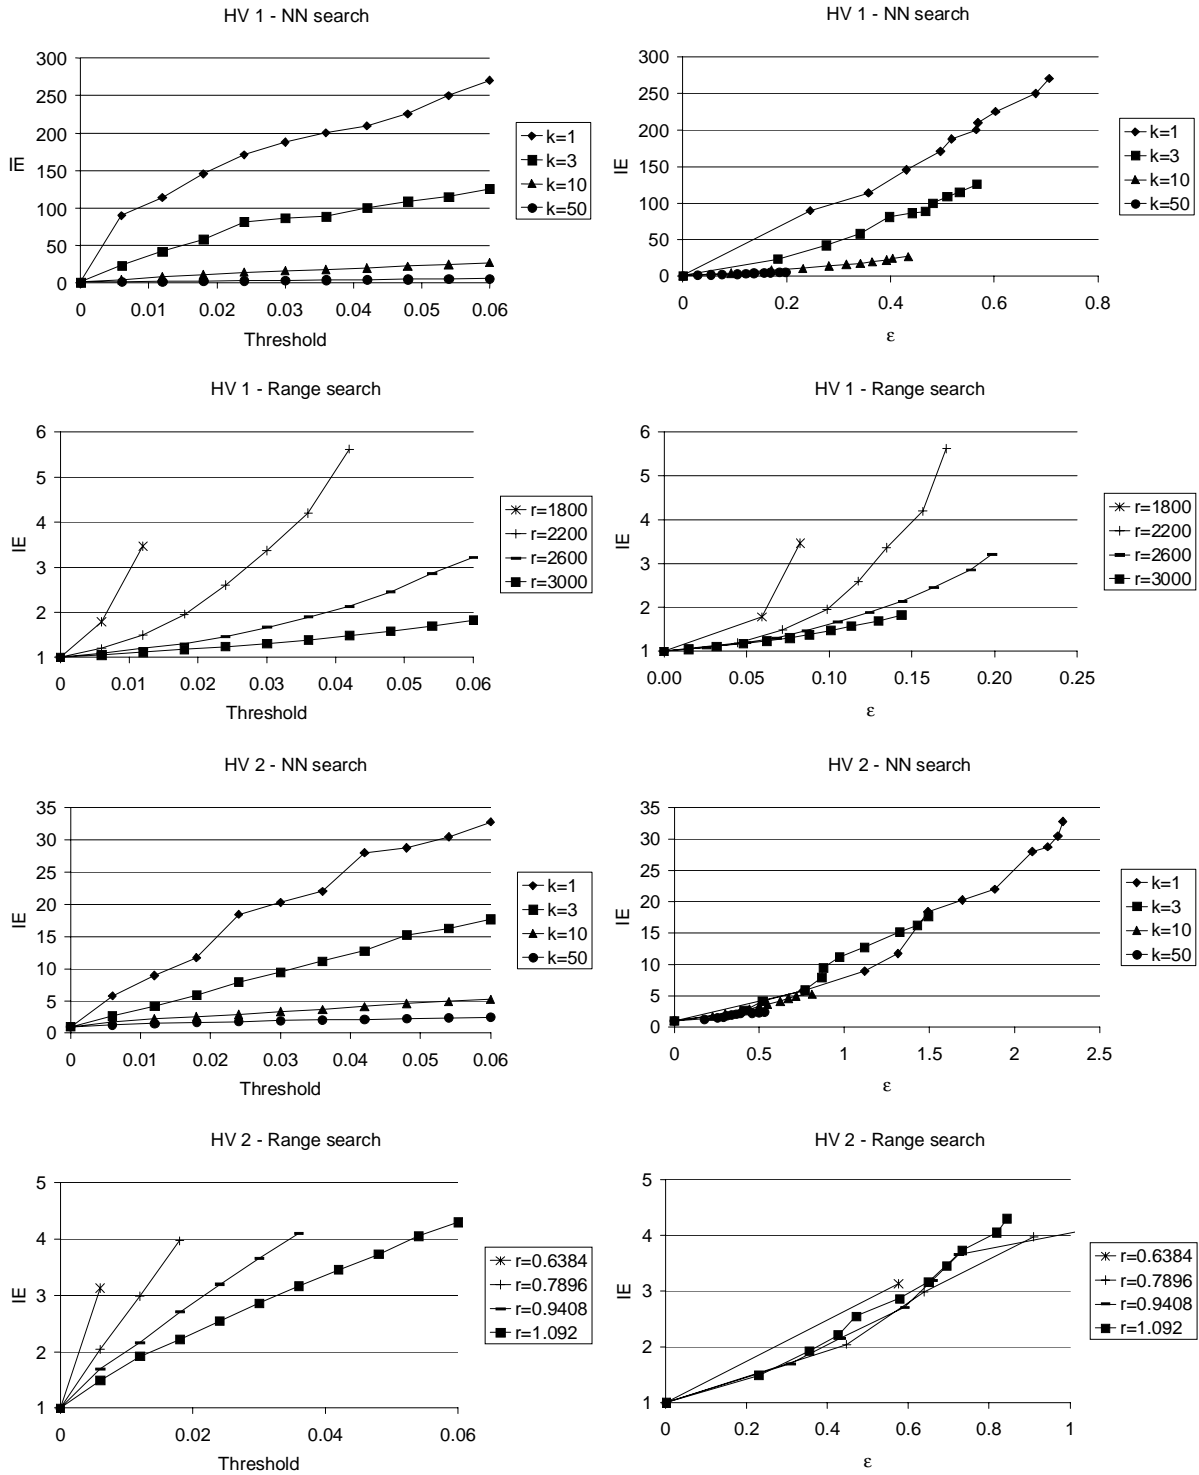 HV 1 - NN search
300
250
200
150
100
50
0
IE
0 0.01 0.02 0.03 0.04 0.05 0.06
Threshold
k=1
k=3
k=10
k=50
HV 1 - NN search
300
250
200
150
100
50
0
IE
0 0.2 0.4 0.6 0.8
ε
k=1
k=3
k=10
k=50
HV 1 - Range search
6
5
4
3
2
1
IE
0 0.01 0.02 0.03 0.04 0.05 0.06
Threshold
r=1800
r=2200
r=2600
r=3000
HV 1 - Range search
6
5
4
3
2
1
IE
0.00 0.05 0.10 0.15 0.20 0.25
ε
r=1800
r=2200
r=2600
r=3000
HV 2 - NN search
35
30
25
20
15
10
5
0
IE
0 0.01 0.02 0.03 0.04 0.05 0.06
Threshold
k=1
k=3
k=10
k=50
HV 2 - NN search
35
30
25
20
15
10
5
0
IE
0 0.5 1 1.5 2 2.5
ε
k=1
k=3
k=10
k=50
HV 2 - Range search
5
4
3
2
1
IE
0 0.02 0.04 0.06
Threshold
r=0.6384
r=0.7896
r=0.9408
r=1.092
HV 2 - Range search
5
4
3
2
1
IE
0 0.2 0.4 0.6 0.8 1
ε
r=0.6384
r=0.7896
r=0.9408
r=1.092